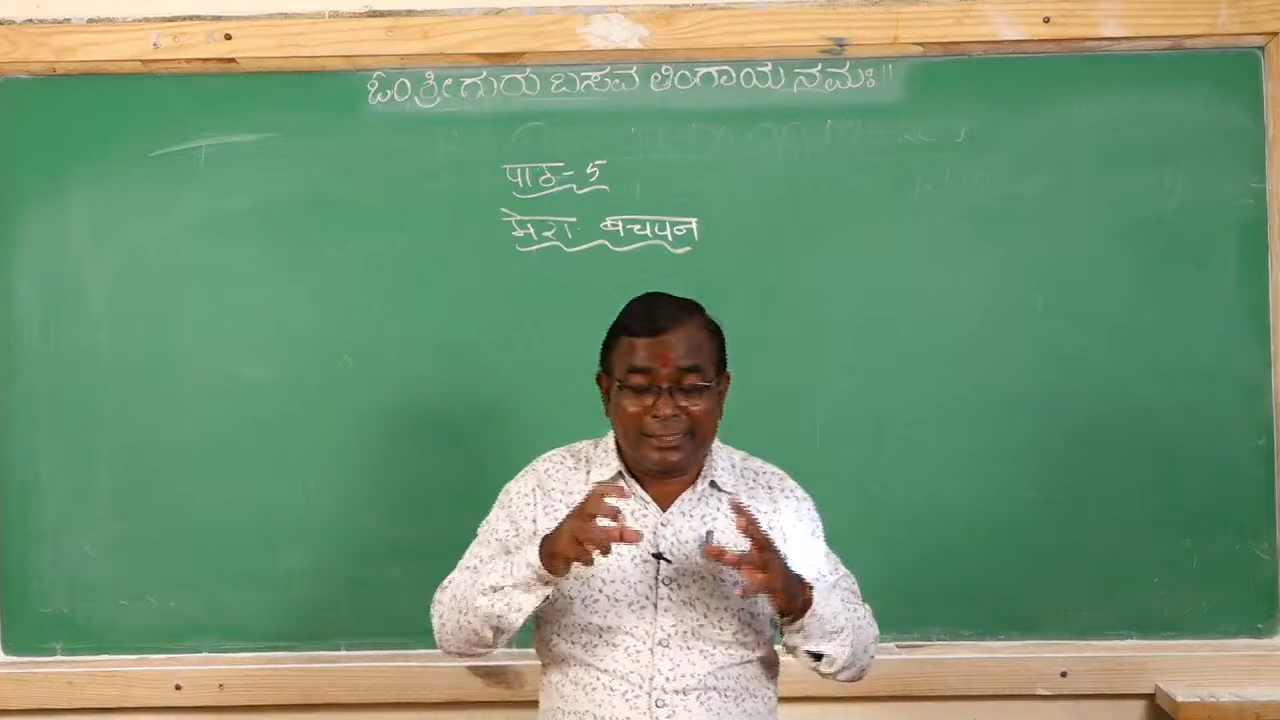 ಓಂ ಶ್ರೀ ಗುರು ಬಸವ ಲಿಂಗಾಯ ನಮಃ ॥
पाठ - 5
मेरा बचपन